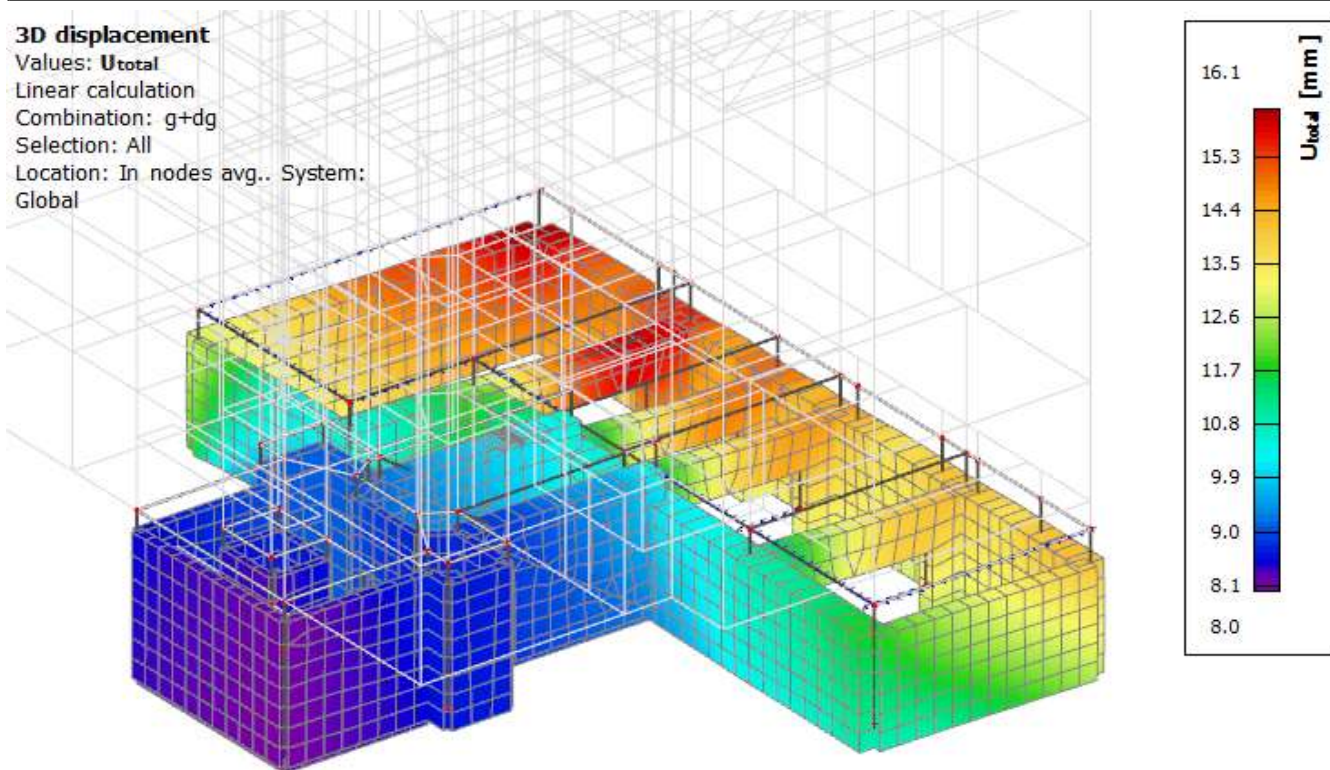 3D displacement
Values: Utotal
Linear calculation
Combination: g+dg
Selection: All
Location: In nodes avg.. System:
Global
16.1
15.3
14.4
13.5
12.6
11.7
10.8
9.9
9.0
8.1
8.0
Utotal [mm]